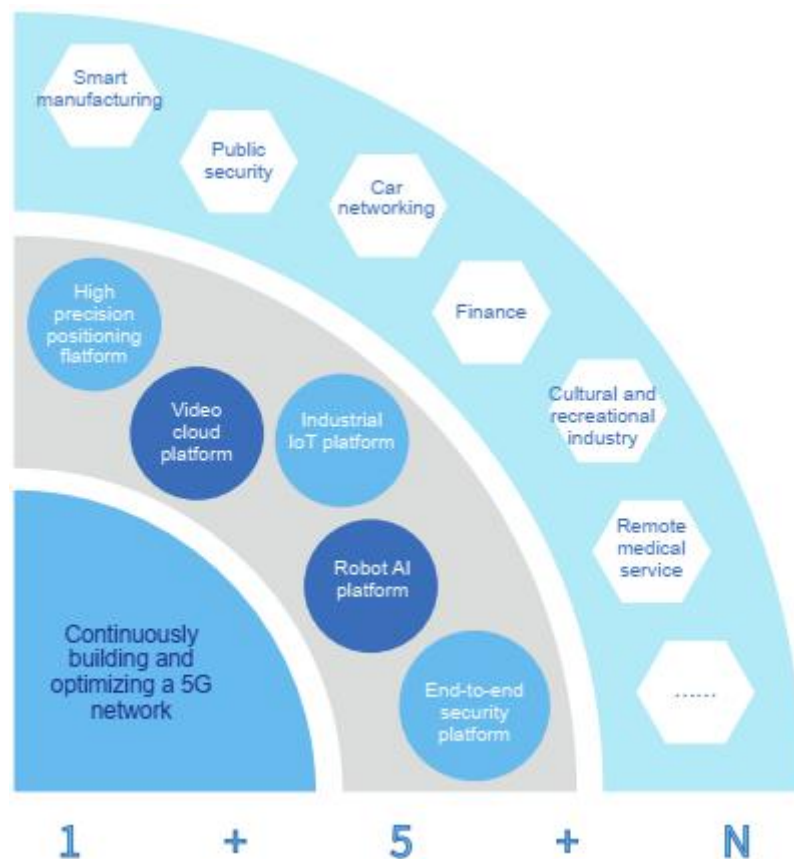 Smart
manufacturing
Public
security
Car
networking
Finance
Cultural and
recreational
industry
Remote
medical
service
......
High
precision
positioning
flatform
Video
cloud
platform
Industrial
IoT platform
Robot AI
platform
End-to-end
security
platform
Continuously
building and
optimizing a 5G
network
1 + 5 + N